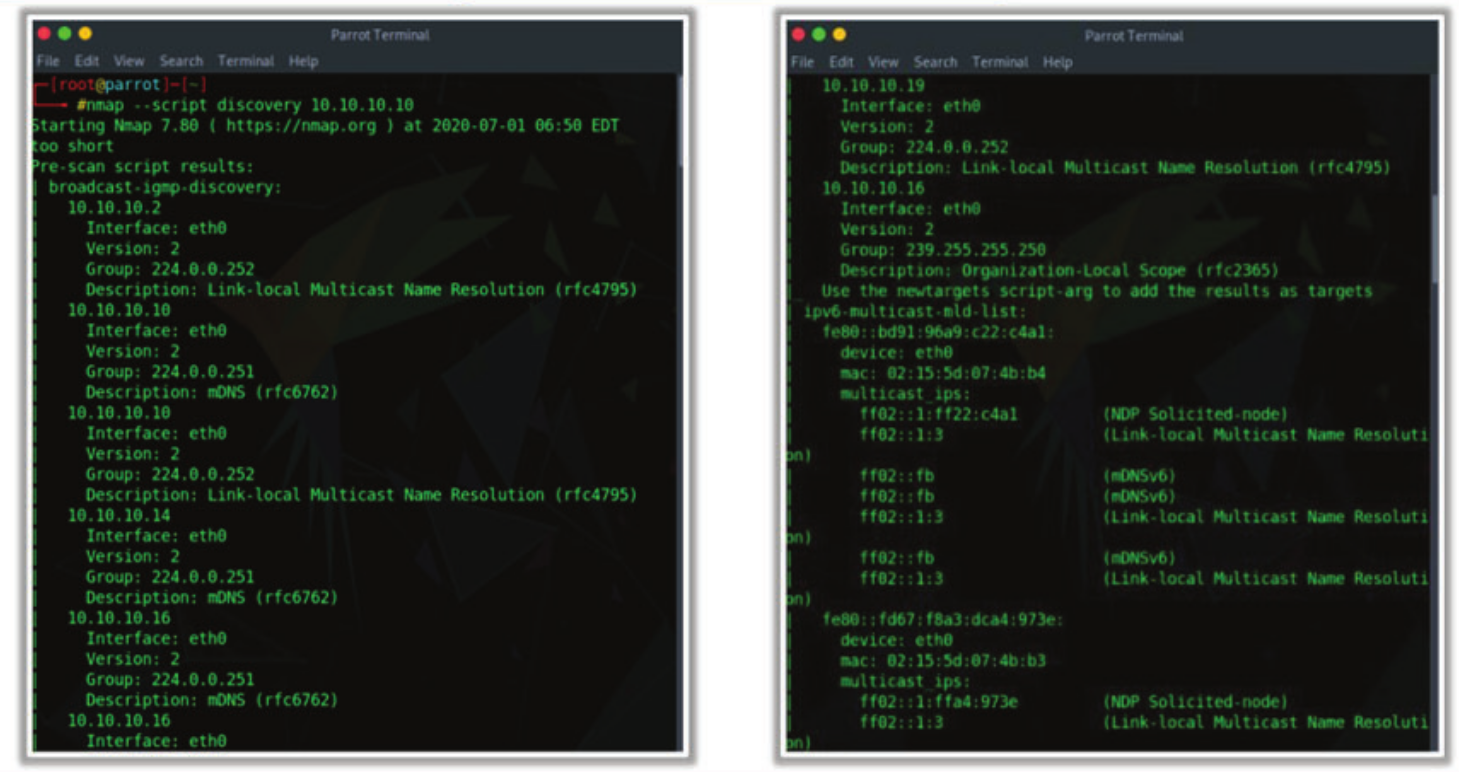 Parrot Terminal
File Edit View Search Terminal Help
[root@parrot]-[~]
#nmap --script discovery 10.10.10.10
Starting Nmap 7.80 ( https://nmap.org ) at 2020-07-01 06:50 EDT
too short
Pre-scan script results:
| broadcast-igmp-discovery:
| 10.10.10.2
| Interface: eth0
| Version: 2
| Group: 224.0.0.252
| Description: Link-local Multicast Name Resolution (rfc4795)
| 10.10.10.10
| Interface: eth0
| Version: 2
| Group: 224.0.0.251
| Description: mDNS (rfc6762)
| 10.10.10.10
| Interface: eth0
| Version: 2
| Group: 224.0.0.252
| Description: Link-local Multicast Name Resolution (rfc4795)
| 10.10.10.14
| Interface: eth0
| Version: 2
| Group: 224.0.0.251
| Description: mDNS (rfc6762)
| 10.10.10.16
| Interface: eth0
| Version: 2
| Group: 224.0.0.251
| Description: mDNS (rfc6762)
| 10.10.10.16
| Interface: eth0
Parrot Terminal
File Edit View Search Terminal Help
| 10.10.10.19
| Interface: eth0
| Version: 2
| Group: 224.0.0.252
| Description: Link-local Multicast Name Resolution (rfc4795)
| 10.10.10.16
| Interface: eth0
| Version: 2
| Group: 239.255.255.250
| Description: Organization-Local Scope (rfc2365)
|_ Use the newtargets script-arg to add the results as targets
| ipv6-multicast-mld-list:
| fe80::bd91:96a9:c22:c4a1:
| device: eth0
| mac: 02:15:5d:07:4b:b4
| multicast_ips:
| ff02::1:ff22:c4a1 (NDP Solicited-node)
| ff02::1:3 (Link-local Multicast Name Resoluti
on)
| ff02::fb (mDNSv6)
| ff02::fb (mDNSv6)
| ff02::1:3 (Link-local Multicast Name Resoluti
on)
| ff02::fb (mDNSv6)
| ff02::1:3 (Link-local Multicast Name Resoluti
on)
| fe80::fd67:f8a3:dca4:973e:
| device: eth0
| mac: 02:15:5d:07:4b:b3
| multicast_ips:
| ff02::1:ffa4:973e (NDP Solicited-node)
| ff02::1:3 (Link-local Multicast Name Resoluti
on)